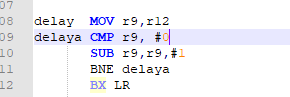 07
08 delay MOV r9,r12
09 delaya CMP r9, #0
10 SUB r9,r9,#1
11 BNE delaya
12 BX LR